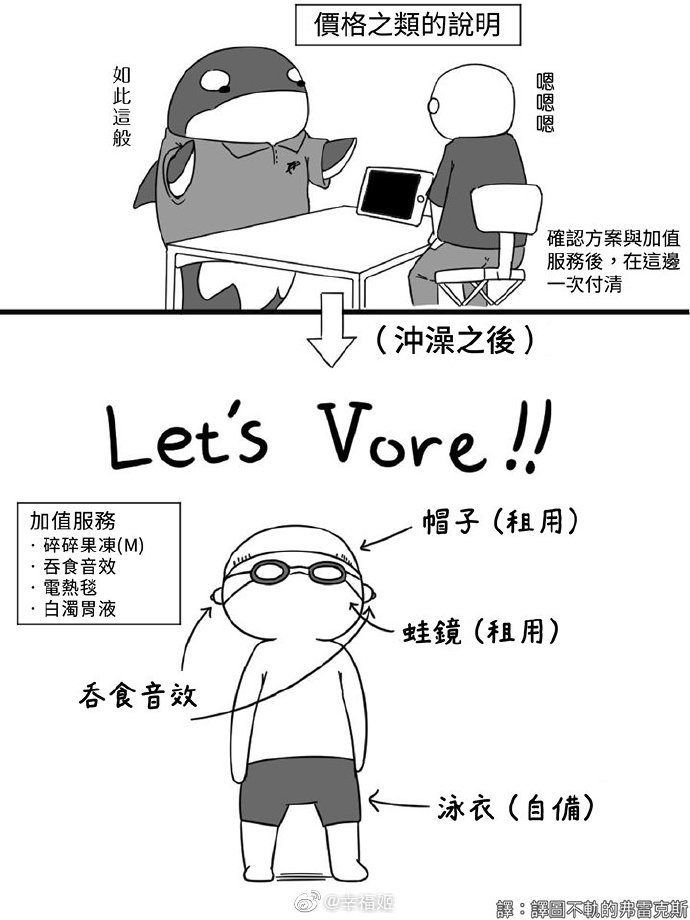 價格之類的說明
如此這般
嗯嗯嗯
確認方案與加值
服務後，在這邊
一次付清
（沖澡之後）
Let's Vore!!
加值服務
· 碎碎果凍(M)
· 吞食音效
· 電熱毯
· 白濁胃液
帽子(租用)
蛙鏡(租用)
吞食音效
泳衣(自備)
@幸福姬
譯：譯圖不軌的弗雷克斯